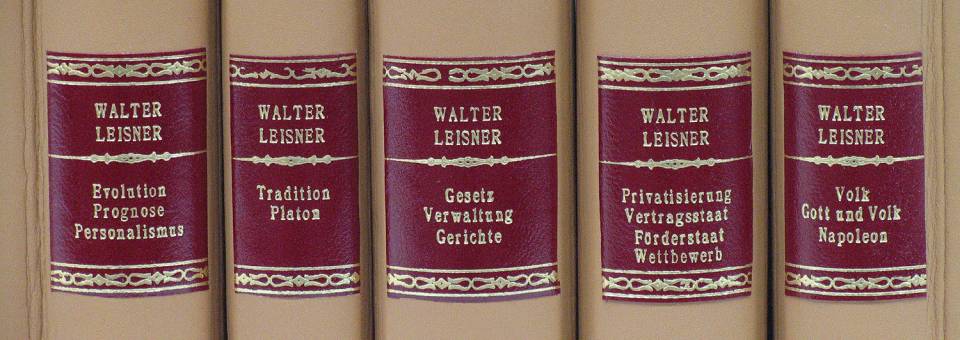 WALTER
LEISNER
Evolution
Prognose
Personalismus
WALTER
LEISNER
Tradition
Platon
WALTER
LEISNER
Gesetz
Verwaltung
Gerichte
WALTER
LEISNER
Privatisierung
Vertragsstaat
Förderstaat
Wettbewerb
WALTER
LEISNER
Volk
Gott und Volk
Napoleon